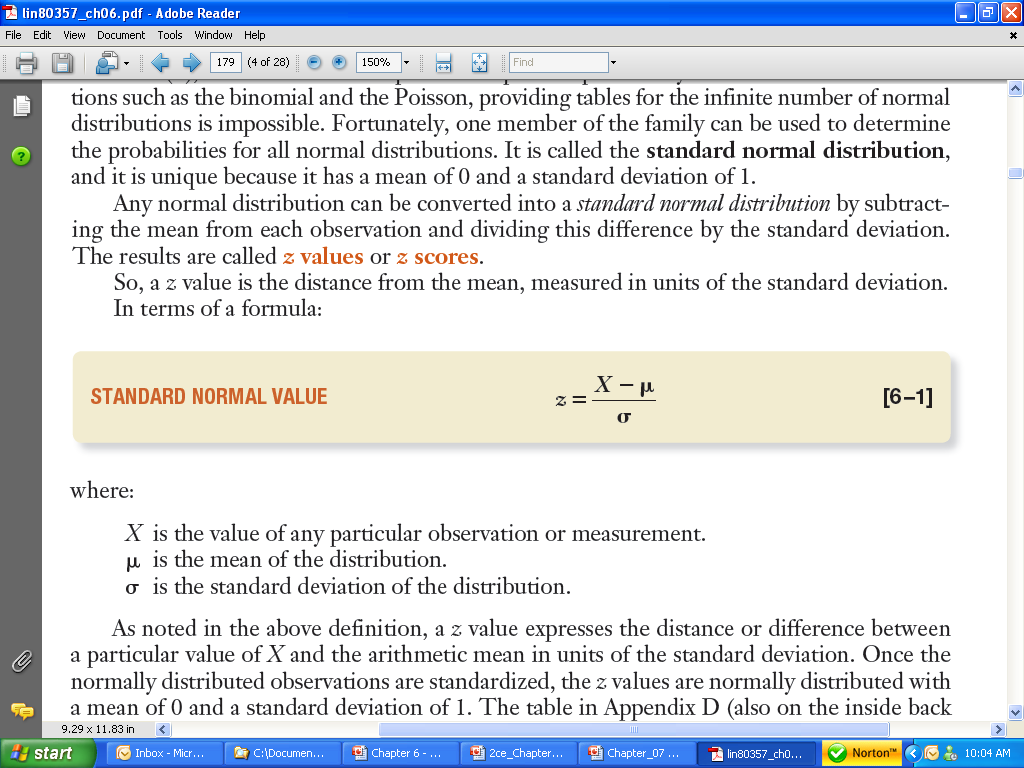 lin80357_ch06.pdf - Adobe Reader
File Edit View Document Tools Window Help
179 (4 of 28) 150% Find
tions such as the binomial and the Poisson, providing tables for the infinite number of normal
distributions is impossible. Fortunately, one member of the family can be used to determine
the probabilities for all normal distributions. It is called the standard normal distribution,
and it is unique because it has a mean of 0 and a standard deviation of 1.
Any normal distribution can be converted into a standard normal distribution by subtract-
ing the mean from each observation and dividing this difference by the standard deviation.
The results are called z values or z scores.
So, a z value is the distance from the mean, measured in units of the standard deviation.
In terms of a formula:
STANDARD NORMAL VALUE z = (X − μ) / σ [6–1]
where:
X is the value of any particular observation or measurement.
μ is the mean of the distribution.
σ is the standard deviation of the distribution.
As noted in the above definition, a z value expresses the distance or difference between
a particular value of X and the arithmetic mean in units of the standard deviation. Once the
normally distributed observations are standardized, the z values are normally distributed with
a mean of 0 and a standard deviation of 1. The table in Appendix D (also on the inside back
9.29 x 11.83 in
start Inbox - Micr... C:\Documen... Chapter 6 - ... 2ce_Chapter... Chapter_07 ... lin80357_ch0... Norton™ 10:04 AM